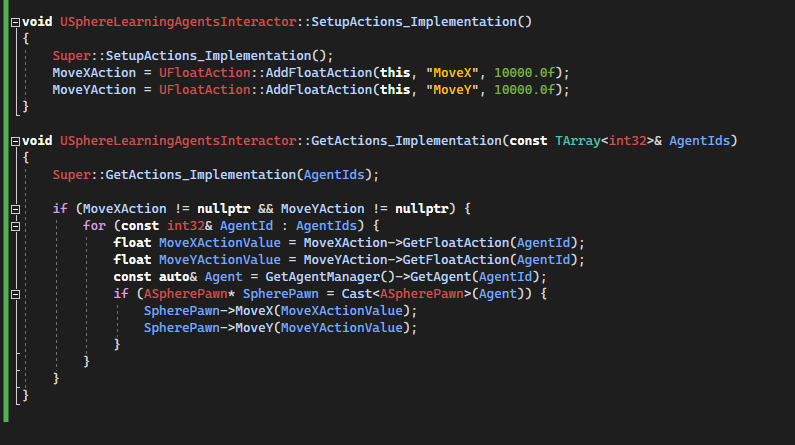 void USphereLearningAgentsInteractor::SetupActions_Implementation()
{
    Super::SetupActions_Implementation();
    MoveXAction = UFloatAction::AddFloatAction(this, "MoveX", 10000.0f);
    MoveYAction = UFloatAction::AddFloatAction(this, "MoveY", 10000.0f);
}

void USphereLearningAgentsInteractor::GetActions_Implementation(const TArray<int32>& AgentIds)
{
    Super::GetActions_Implementation(AgentIds);

    if (MoveXAction != nullptr && MoveYAction != nullptr) {
        for (const int32& AgentId : AgentIds) {
            float MoveXActionValue = MoveXAction->GetFloatAction(AgentId);
            float MoveYActionValue = MoveYAction->GetFloatAction(AgentId);
            const auto& Agent = GetAgentManager()->GetAgent(AgentId);
            if (ASpherePawn* SpherePawn = Cast<ASpherePawn>(Agent)) {
                SpherePawn->MoveX(MoveXActionValue);
                SpherePawn->MoveY(MoveYActionValue);
            }
        }
    }
}